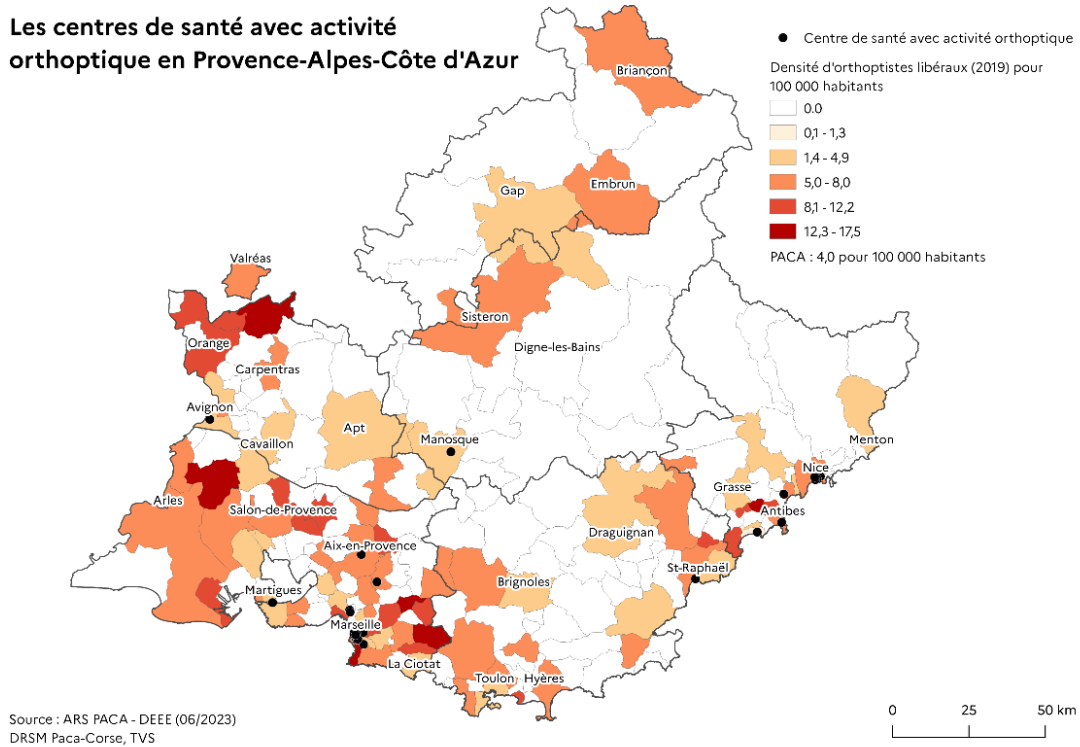 Les centres de santé avec activité
orthoptique en Provence-Alpes-Côte d'Azur
Centre de santé avec activité orthoptique
Densité d'orthoptistes libéraux (2019) pour
100 000 habitants
0.0
0,1 - 1,3
1,4 - 4,9
5,0 - 8,0
8,1 - 12,2
12,3 - 17,5
PACA : 4,0 pour 100 000 habitants
Briançon
Gap
Embrun
Valréas
Sisteron
Orange
Digne-les-Bains
Carpentras
Avignon
Apt
Cavaillon
Manosque
Menton
Nice
Grasse
Arles
Salon-de-Provence
Antibes
Draguignan
Aix-en-Provence
St-Raphaël
Brignoles
Martigues
Marseille
La Ciotat
Toulon
Hyères
Source : ARS PACA - DEEE (06/2023)
DRSM Paca-Corse, TVS
0
25
50 km